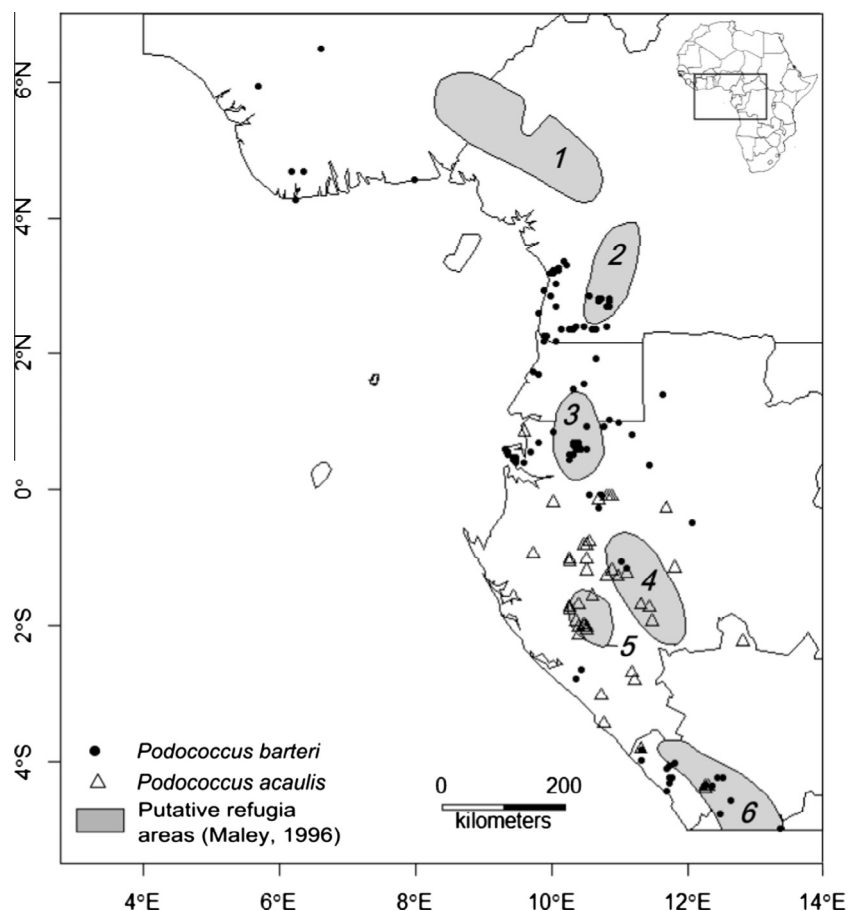 6°N
4°N
2°N
0°
2°S
4°S
1
2
3
4
5
6
Podococcus barteri
Podococcus acaulis
Putative refugia
areas (Maley, 1996)
0 200
kilometers
4°E 6°E 8°E 10°E 12°E 14°E